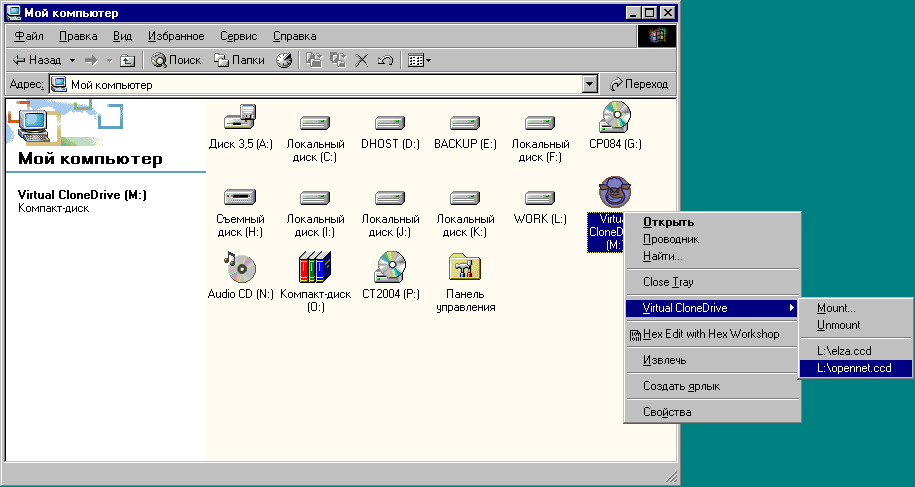 Мой компьютер
Файл Правка Вид Избранное Сервис Справка
Назад Поиск Папки
Адрес: Мой компьютер Переход
Мой компьютер
Virtual CloneDrive (M:)
Компакт-диск
Диск 3,5 (A:)
Локальный
диск (C:)
DHOST (D:)
BACKUP (E:)
Локальный
диск (F:)
CP084 (G:)
Съемный
диск (H:)
Локальный
диск (I:)
Локальный
диск (J:)
Локальный
диск (K:)
WORK (L:)
Virtu
CloneD
(M:
Audio CD (N:)
Компакт-диск
(O:)
CT2004 (P:)
Панель
управления
Открыть
Проводник
Найти...
Close Tray
Virtual CloneDrive
Hex Edit with Hex Workshop
Извлечь
Создать ярлык
Свойства
Mount...
Unmount
L:\elza.ccd
L:\opennet.ccd